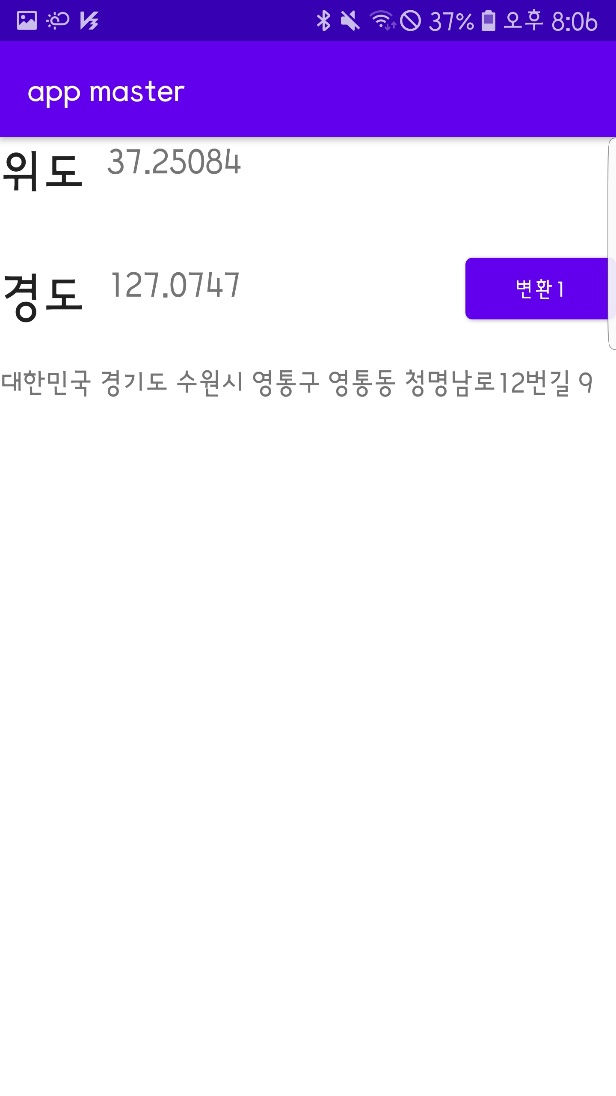 37% 오후 8:06
app master
위도 37.25084
경도 127.0747
변환1
대한민국 경기도 수원시 영통구 영통동 청명남로12번길 9